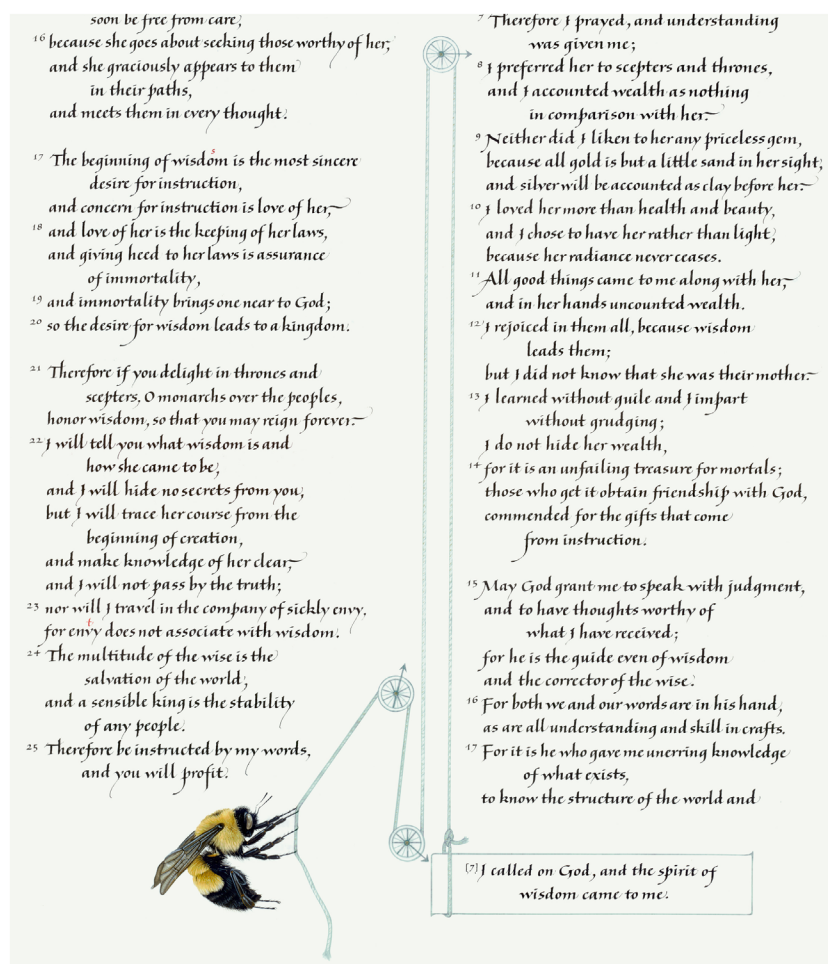 soon be free from care,
16 because she goes about seeking those worthy of her,
and she graciously appears to them
in their paths,
and meets them in every thought.
17 The beginning of wisdom s is the most sincere
desire for instruction,
and concern for instruction is love of her,
18 and love of her is the keeping of her laws,
and giving heed to her laws is assurance
of immortality,
19 and immortality brings one near to God;
20 so the desire for wisdom leads to a kingdom.
21 Therefore if you delight in thrones and
scepters, O monarchs over the peoples,
honor wisdom, so that you may reign forever.
22 I will tell you what wisdom is and
how she came to be,
and I will hide no secrets from you,
but I will trace her course from the
beginning of creation,
and make knowledge of her clear,
and I will not pass by the truth;
23 nor will I travel in the company of sickly envy,
for envy t does not associate with wisdom.
24 The multitude of the wise is the
salvation of the world,
and a sensible king is the stability
of any people.
25 Therefore be instructed by my words,
and you will profit.
7 Therefore I prayed, and understanding
was given me;
8 I preferred her to scepters and thrones,
and I accounted wealth as nothing
in comparison with her.
9 Neither did I liken to her any priceless gem,
because all gold is but a little sand in her sight,
and silver will be accounted as clay before her.
10 I loved her more than health and beauty,
and I chose to have her rather than light,
because her radiance never ceases.
11 All good things came to me along with her,
and in her hands uncounted wealth.
12 I rejoiced in them all, because wisdom
leads them;
but I did not know that she was their mother.
13 I learned without guile and I impart
without grudging;
I do not hide her wealth,
14 for it is an unfailing treasure for mortals;
those who get it obtain friendship with God,
commended for the gifts that come
from instruction.
15 May God grant me to speak with judgment,
and to have thoughts worthy of
what I have received;
for he is the guide even of wisdom
and the corrector of the wise.
16 For both we and our words are in his hand,
as are all understanding and skill in crafts.
17 For it is he who gave me unerring knowledge
of what exists,
to know the structure of the world and
[7] I called on God, and the spirit of
wisdom came to me.